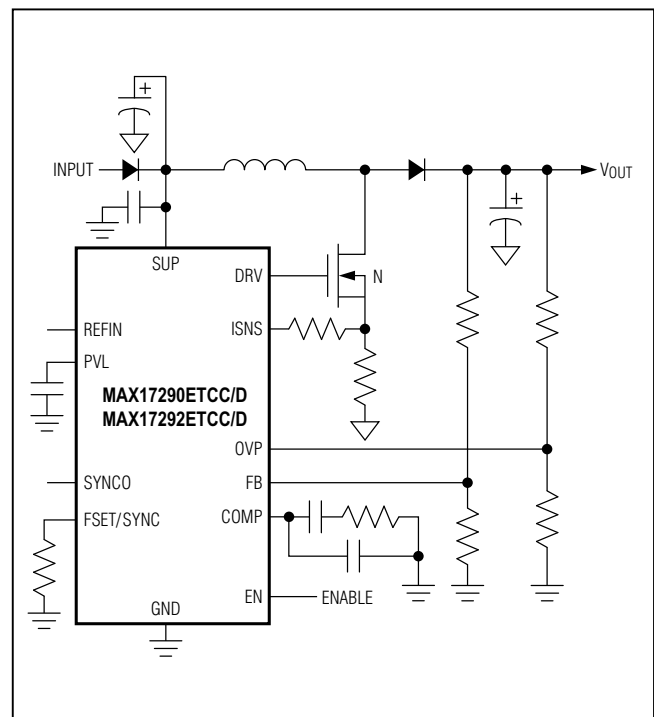 +
INPUT
VOUT
+
SUP
DRV
N
REFIN
ISNS
PVL
MAX17290ETCC/D
MAX17292ETCC/D
OVP
SYNCO
FB
FSET/SYNC
COMP
EN
ENABLE
GND